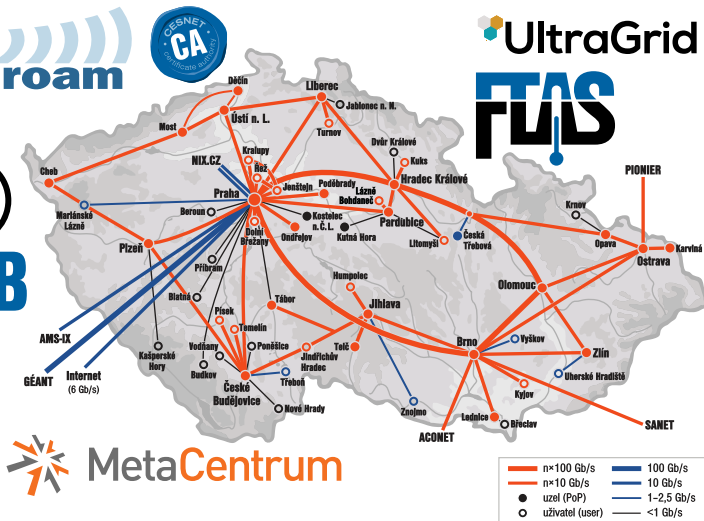 roam
CESNET
CA
certificate authority
UltraGrid
FTAS
B
Děčín
Liberec
Jablonec n. N.
Ústí n. L.
Most
Turnov
Dvůr Králové
Kuks
Kralupy
Řež
NIX.CZ
Cheb
Praha
Jenštejn
Poděbrady
Lázně
Bohdaneč
Hradec Králové
PIONIER
Mariánské
Lázně
Beroun
Kostelec
n. Č. L.
Kutná Hora
Pardubice
Krnov
Dolní
Břežany
Ondřejov
Litomyšl
Česká
Třebová
Opava
Karviná
Ostrava
Plzeň
Příbram
Humpolec
Olomouc
Blatná
Tábor
Jihlava
Písek
Temelín
AMS-IX
Vodňany
Poněšice
Telč
Brno
Vyškov
Zlín
Kašperské
Hory
Jindřichův
Hradec
GÉANT
Internet
(6 Gb/s)
Budkov
České
Budějovice
Třeboň
Uherské Hradiště
Kyjov
Nové Hrady
Znojmo
Lednice
Břeclav
ACONET
SANET
MetaCentrum
n×100 Gb/s
100 Gb/s
n×10 Gb/s
10 Gb/s
uzel (PoP)
1–2,5 Gb/s
uživatel (user)
<1 Gb/s